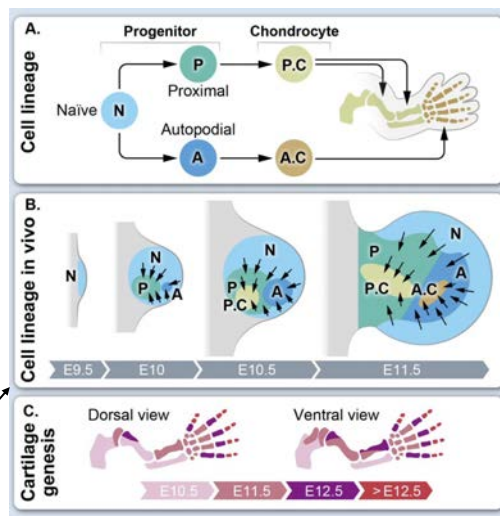 A.
Cell lineage
Progenitor
Chondrocyte
P
P.C
Proximal
Naïve
N
Autopodial
A
A.C
B.
Cell lineage in vivo
N
N
P
A
N
P
P.C
A
N
P
A
P.C
A.C
E9.5
E10
E10.5
E11.5
C.
Cartilage
genesis
Dorsal view
Ventral view
E10.5
E11.5
E12.5
>E12.5